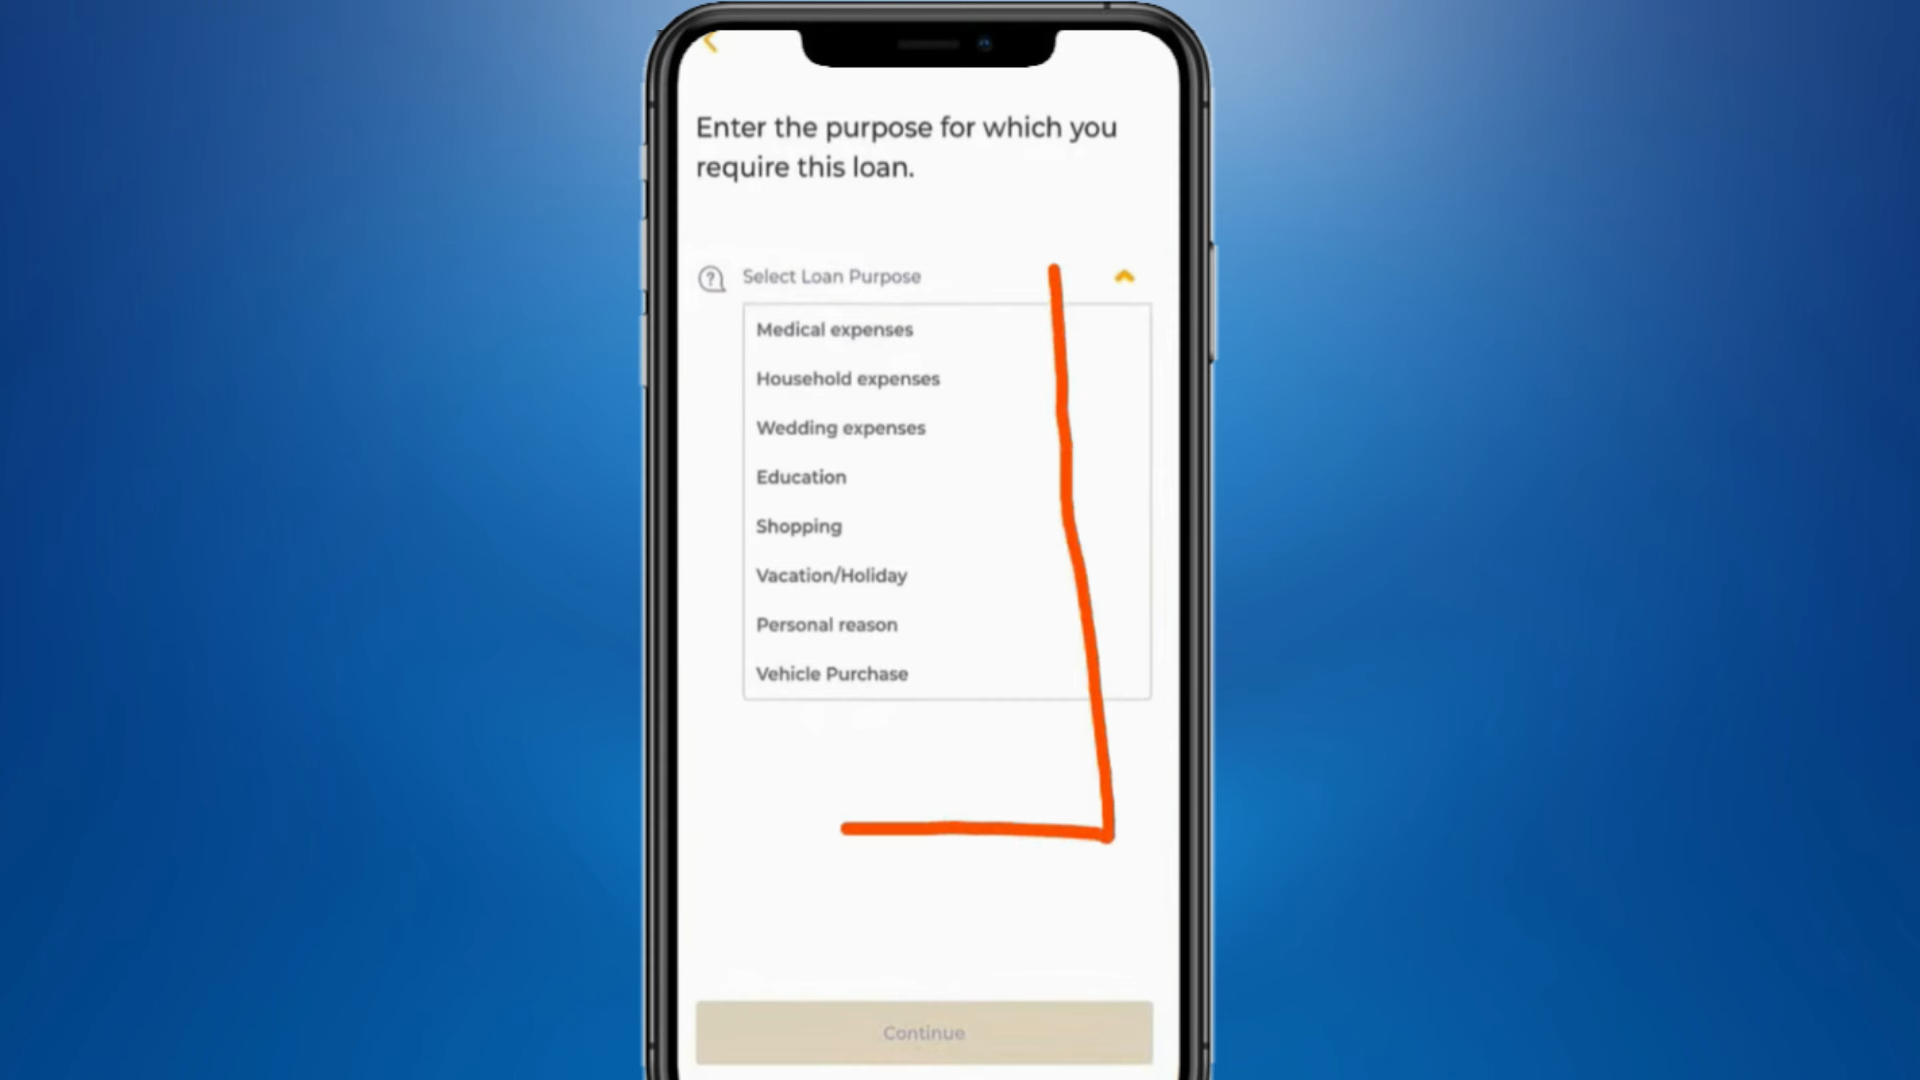 Enter the purpose for which you
require this loan.
Select Loan Purpose
Medical expenses
Household expenses
Wedding expenses
Education
Shopping
Vacation/Holiday
Personal reason
Vehicle Purchase
Continue